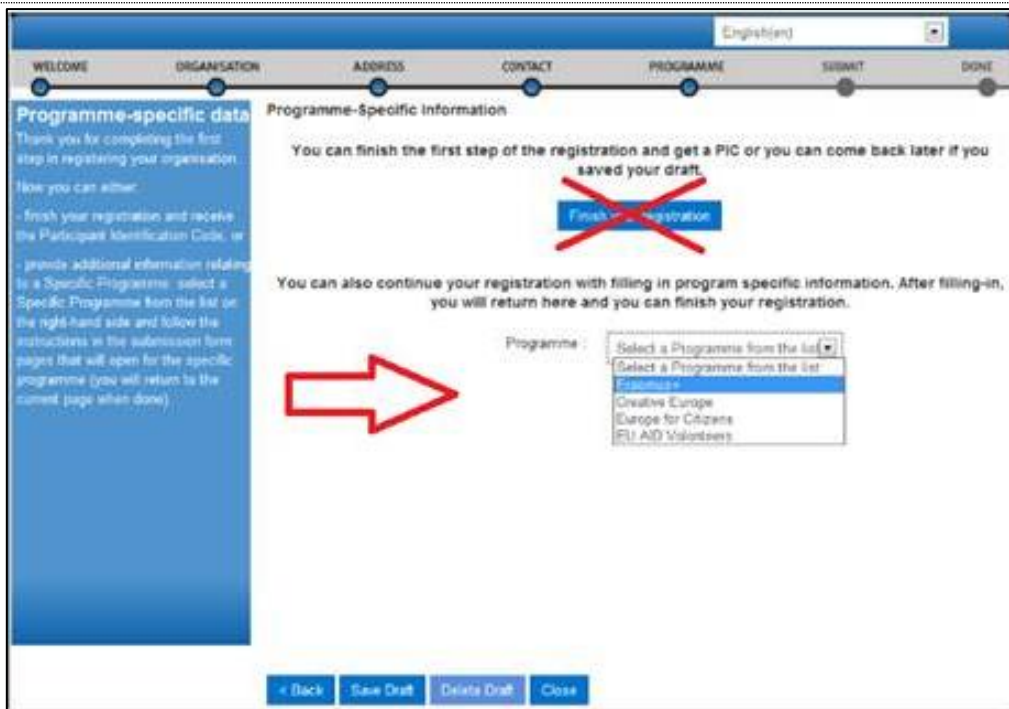 English(en)
WELCOME ORGANISATION ADDRESS CONTACT PROGRAMME SUBMIT DONE
Programme-specific data
Thank you for completing the first
step in registering your organisation.
Now you can either:
- finish your registration and receive
the Participant Identification Code, or
- provide additional information relating
to a Specific Programme: select a
Specific Programme from the list on
the right-hand side and follow the
instructions in the submission form
pages that will open for the specific
programme (you will return to the
current page when done).
Programme-Specific Information
You can finish the first step of the registration and get a PIC or you can come back later if you
saved your draft.
Finish your registration
You can also continue your registration with filling in program specific information. After filling-in,
you will return here and you can finish your registration.
Programme :
Select a Programme from the list
Select a Programme from the list
Erasmus+
Creative Europe
Europe for Citizens
EU AID Volunteers
< Back Save Draft Delete Draft Close